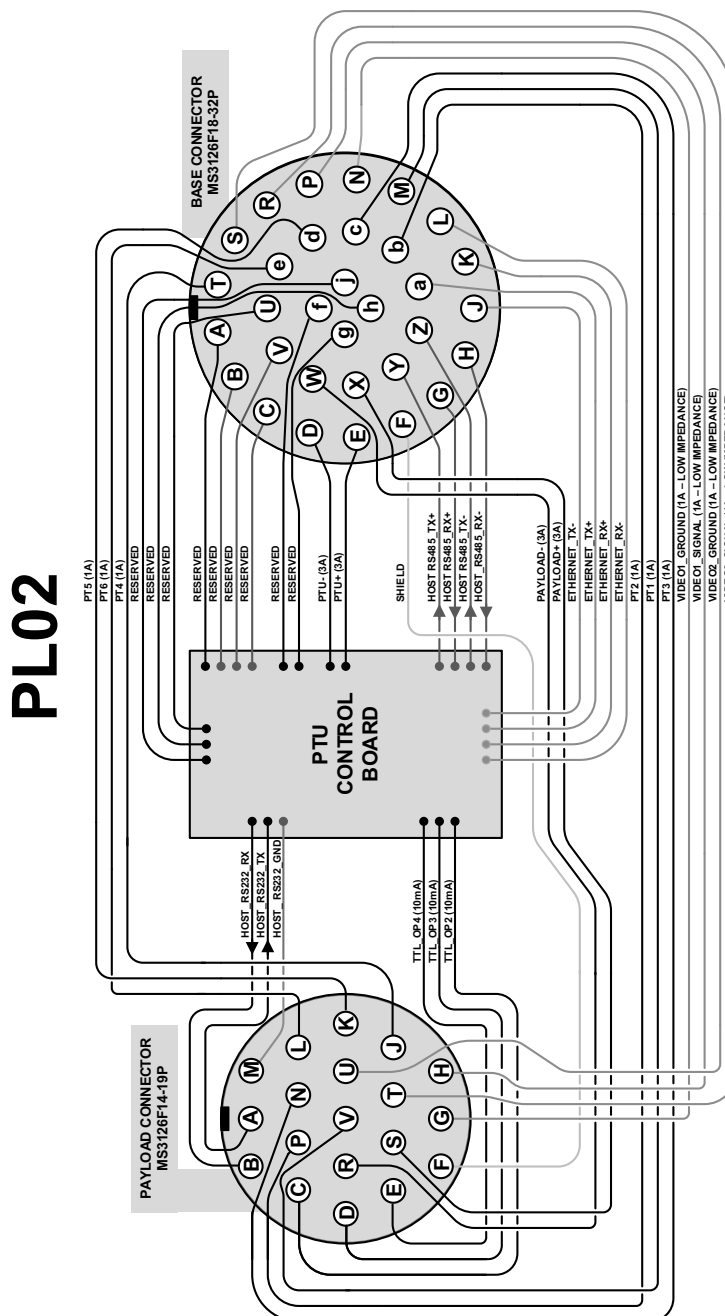 PL02
BASE CONNECTOR
MS3126F18-32P
PT5 (1A)
PT6 (1A)
PT4 (1A)
RESERVED
RESERVED
RESERVED
RESERVED
RESERVED
RESERVED
RESERVED
RESERVED
RESERVED
PTU- (3A)
PTU+ (3A)
SHIELD
HOST RS485_TX+
HOST RS485_RX+
HOST RS485_TX-
HOST_RS485_RX-
PAYLOAD- (3A)
PAYLOAD+ (3A)
ETHERNET_TX-
ETHERNET_TX+
ETHERNET_RX+
ETHERNET_RX-
PT2 (1A)
PT1 (1A)
PT3 (1A)
VIDEO1_GROUND (1A – LOW IMPEDANCE)
VIDEO1_SIGNAL (1A – LOW IMPEDANCE)
VIDEO2_GROUND (1A – LOW IMPEDANCE)
S
R
P
N
M
L
K
J
H
G
F
E
D
C
B
A
T
U
V
W
X
Y
Z
a
b
c
d
e
f
g
h
j
PTU
CONTROL
BOARD
HOST_RS232_RX
HOST_RS232_TX
HOST_RS232_GND
TTL_OP4 (10mA)
TTL_OP3 (10mA)
TTL_OP2 (10mA)
PAYLOAD CONNECTOR
MS3126F14-19P
A
B
C
D
E
F
G
H
J
K
L
M
N
P
R
S
T
U
V